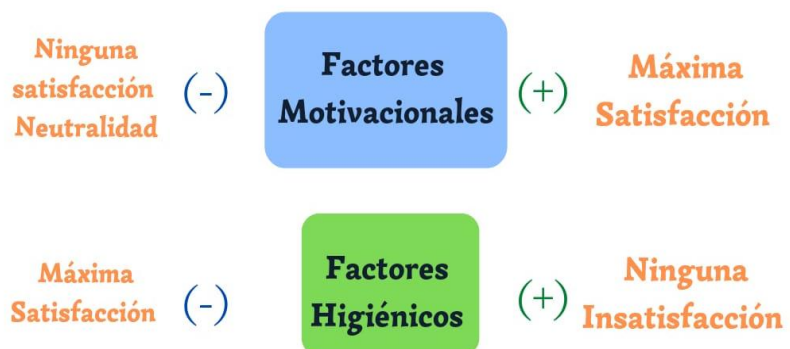 Ninguna
satisfacción
Neutralidad
(-)
Factores
Motivacionales
(+)
Máxima
Satisfacción
Máxima
Satisfacción
(-)
Factores
Higiénicos
(+)
Ninguna
Insatisfacción